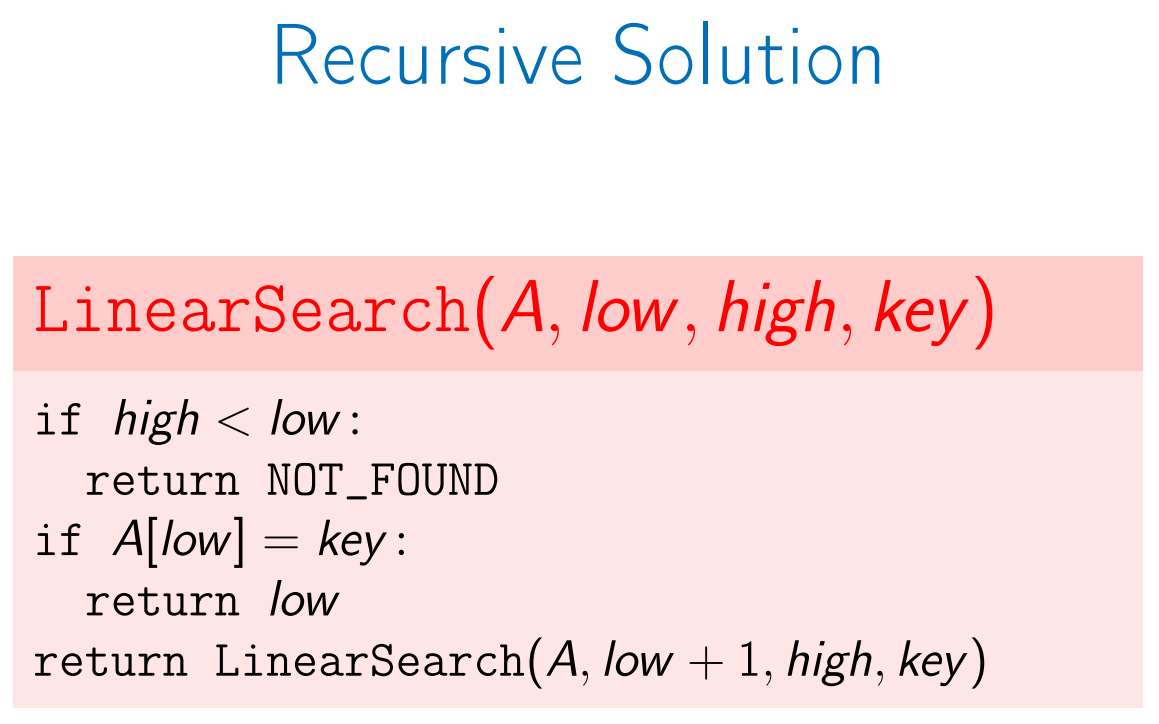 Recursive Solution
LinearSearch(A, low, high, key)
if high < low:
return NOT_FOUND
if A[low] = key:
return low
return LinearSearch(A, low + 1, high, key)